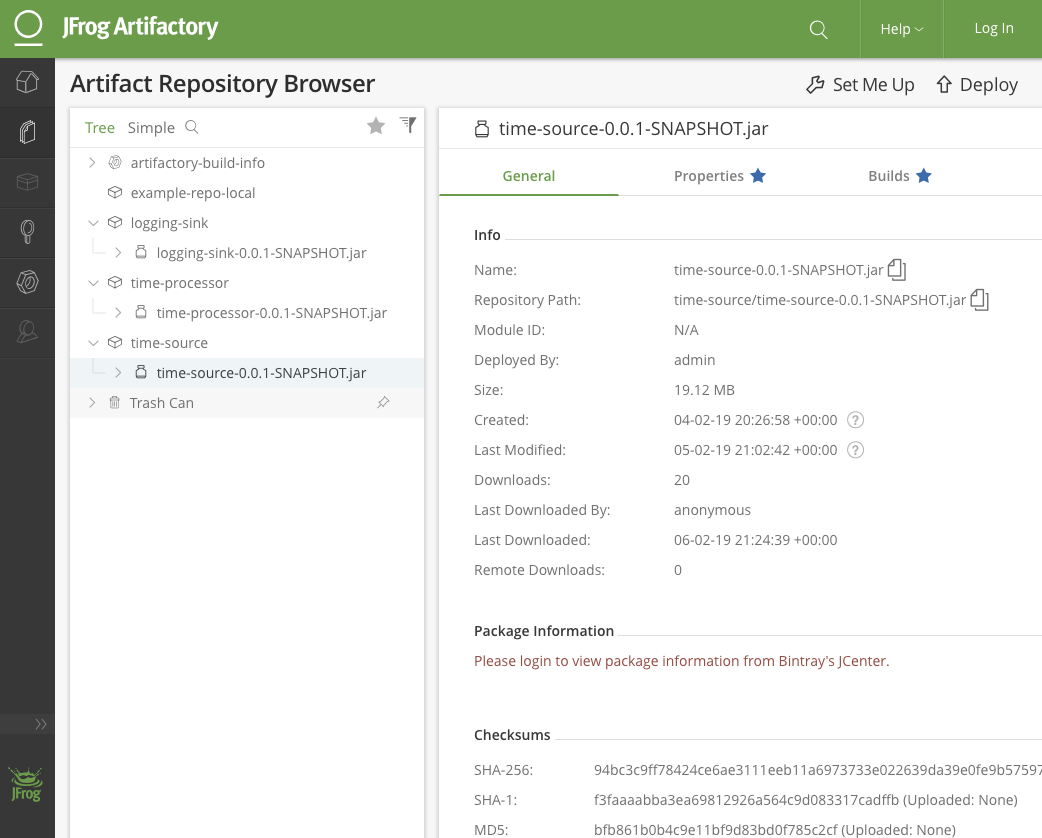 JFrog Artifactory
Help
Log In
Artifact Repository Browser
Set Me Up
Deploy
Tree Simple
artifactory-build-info
example-repo-local
logging-sink
logging-sink-0.0.1-SNAPSHOT.jar
time-processor
time-processor-0.0.1-SNAPSHOT.jar
time-source
time-source-0.0.1-SNAPSHOT.jar
Trash Can
time-source-0.0.1-SNAPSHOT.jar
General Properties Builds
Info
Name: time-source-0.0.1-SNAPSHOT.jar
Repository Path: time-source/time-source-0.0.1-SNAPSHOT.jar
Module ID: N/A
Deployed By: admin
Size: 19.12 MB
Created: 04-02-19 20:26:58 +00:00 ?
Last Modified: 05-02-19 21:02:42 +00:00 ?
Downloads: 20
Last Downloaded By: anonymous
Last Downloaded: 06-02-19 21:24:39 +00:00
Remote Downloads: 0
Package Information
Please login to view package information from Bintray's JCenter.
Checksums
SHA-256: 94bc3c9ff78424ce6ae3111eeb11a6973733e022639da39e0fe9b57597
SHA-1: f3faaaabba3ea69812926a564c9d083317cadffb (Uploaded: None)
MD5: bfb861b0b4c9e11bf9d83bd0f785c2cf (Uploaded: None)
JFrog